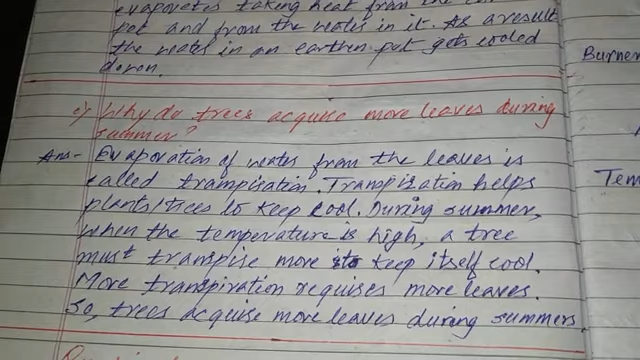 evaporates taking heat from the
pot and from the water in it. As a result
the water in an earthen pot gets cooled
down.
Burner
c) Why do trees acquire more leaves during
summer?
Ans- Evaporation of water from the leaves is
called transpiration. Transpiration helps
plants/trees to keep cool. During summer,
when the temperature is high, a tree
must transpire more to keep itself cool.
More transpiration requires more leaves.
So, trees acquire more leaves during summers
Tem